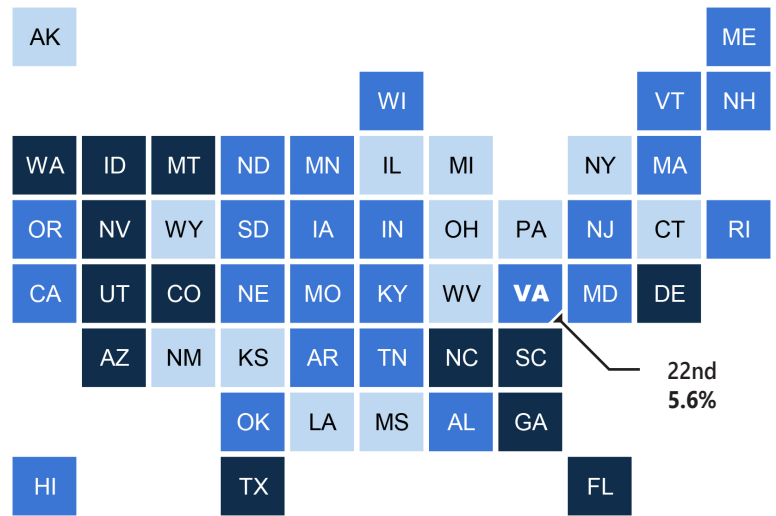 AK ME
WI VT NH
WA ID MT ND MN IL MI NY MA
OR NV WY SD IA IN OH PA NJ CT RI
CA UT CO NE MO KY WV VA MD DE
AZ NM KS AR TN NC SC
22nd
5.6%
OK LA MS AL GA
HI TX FL